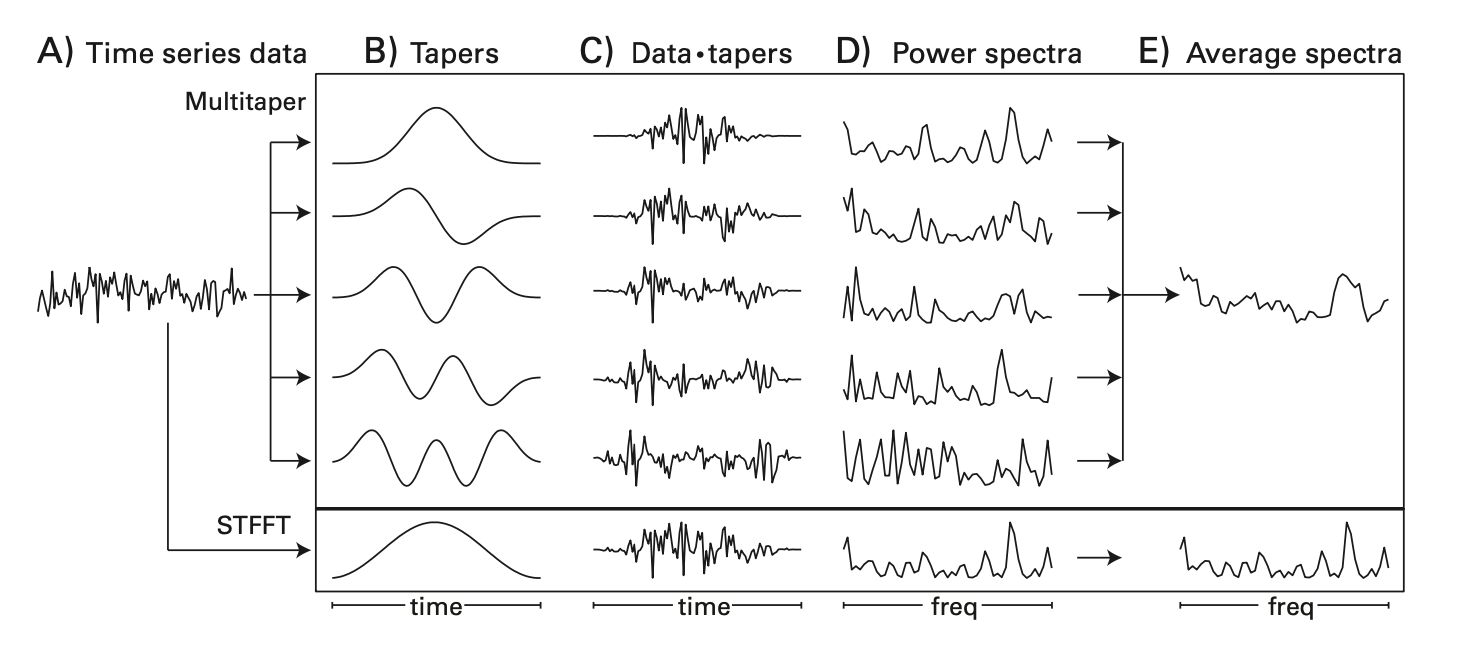 A) Time series data
B) Tapers
C) Data•tapers
D) Power spectra
E) Average spectra
Multitaper
STFFT
time
time
freq
freq